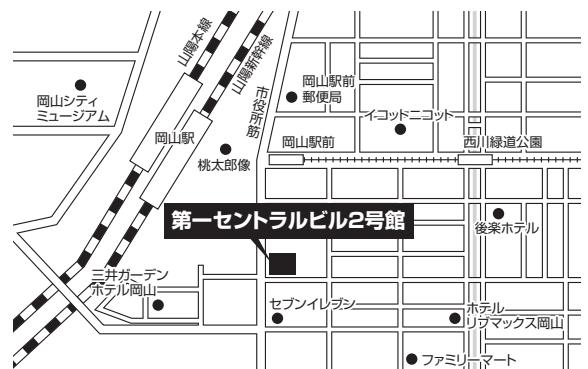 山陽本線
山陽新幹線
市役所筋
岡山シティ
ミュージアム
岡山駅
桃太郎像
岡山駅前
郵便局
イコットニコット
岡山駅前
西川緑道公園
第一セントラルビル2号館
後楽ホテル
三井ガーデン
ホテル岡山
セブンイレブン
ホテル
リブマックス岡山
ファミリーマート